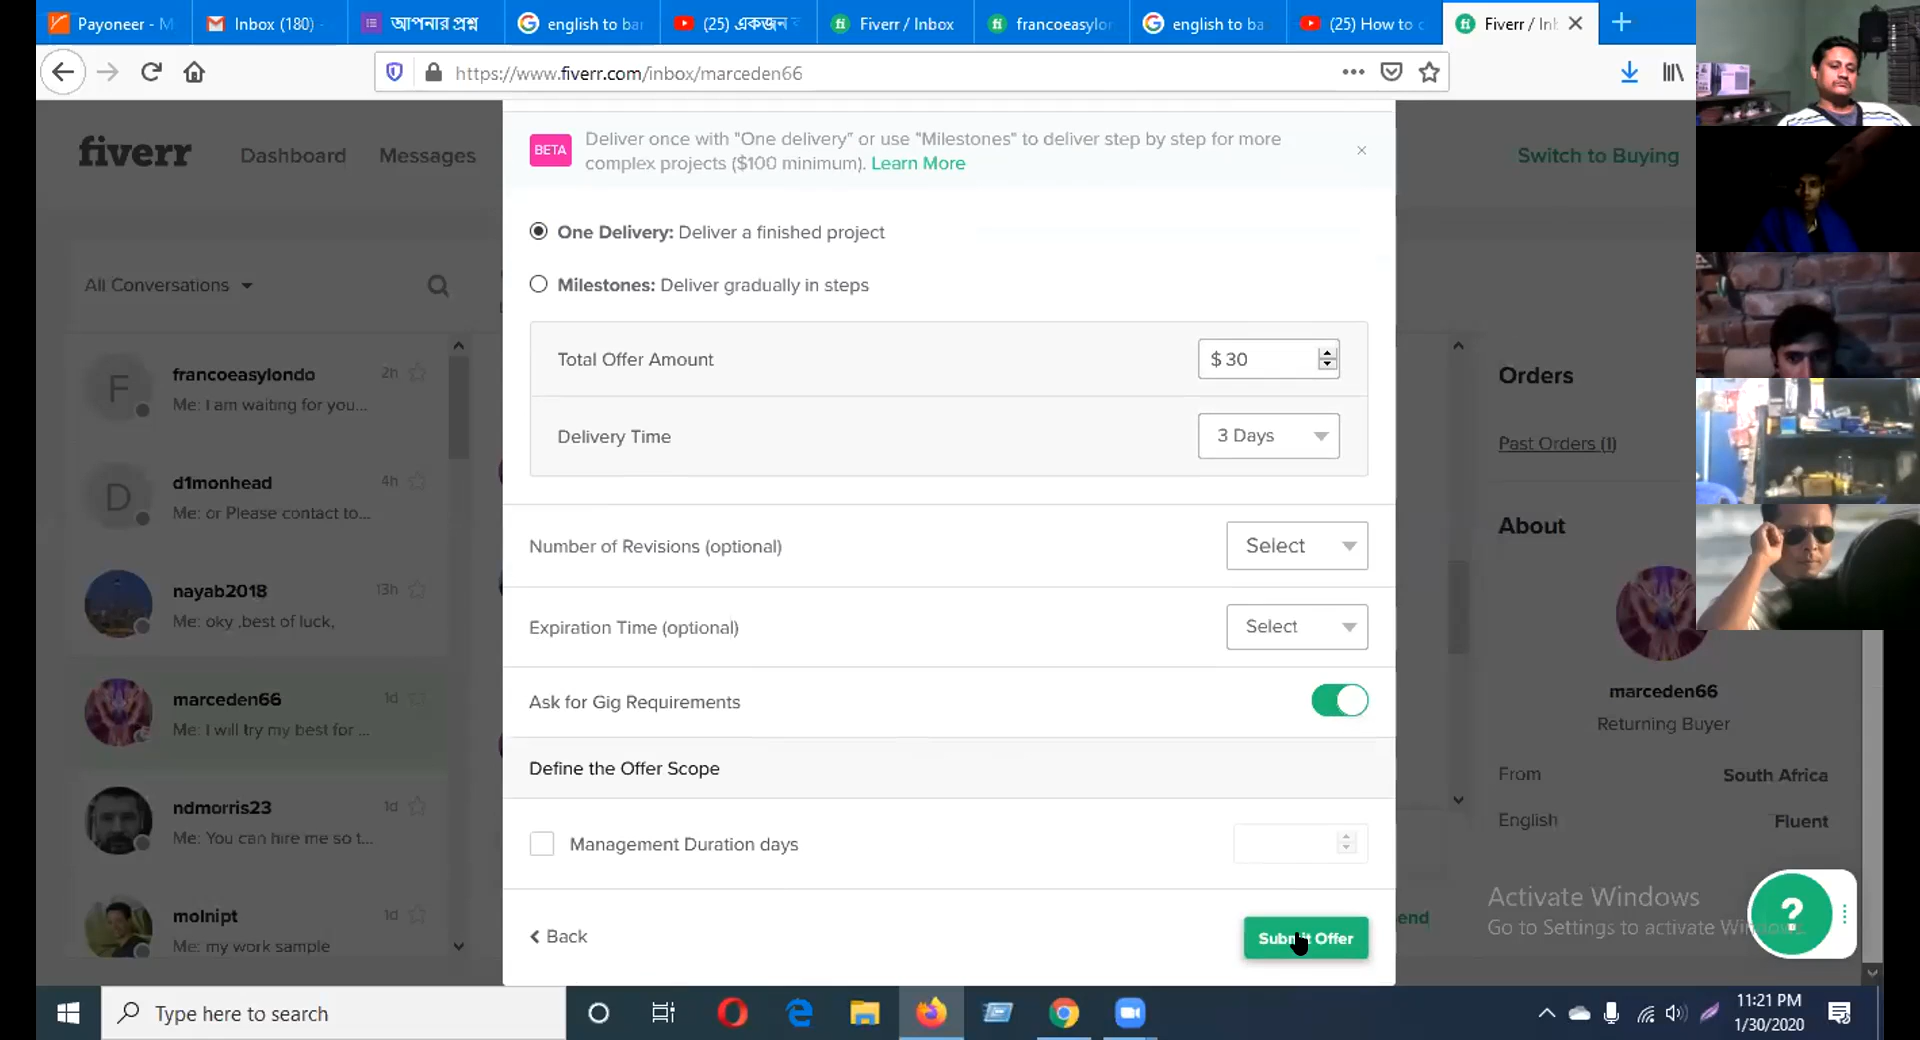 Payoneer - M
Inbox (180) -
আপনার প্রশ্ন
english to ba
(25) একজন
Fiverr / Inbox
francoeasylon
english to ba
(25) How to c
Fiverr / Inb
https://www.fiverr.com/inbox/marceden66
fiverr
Dashboard
Messages
Switch to Buying
BETA
Deliver once with "One delivery" or use "Milestones" to deliver step by step for more
complex projects ($100 minimum). Learn More
One Delivery: Deliver a finished project
Milestones: Deliver gradually in steps
Total Offer Amount
$ 30
Delivery Time
3 Days
Number of Revisions (optional)
Select
Expiration Time (optional)
Select
Ask for Gig Requirements
Define the Offer Scope
Management Duration days
Back
Submit Offer
All Conversations
F
francoeasylondo
2h
Me: I am waiting for you...
D
d1monhead
4h
Me: or Please contact to...
nayab2018
13h
Me: oky ,best of luck,
marceden66
1d
Me: I will try my best for ...
ndmorris23
1d
Me: You can hire me so t...
molnipt
1d
Me: my work sample
Orders
Past Orders (1)
About
marceden66
Returning Buyer
From
South Africa
English
Fluent
end
?
Activate Windows
Go to Settings to activate Windows.
Type here to search
11:21 PM
1/30/2020